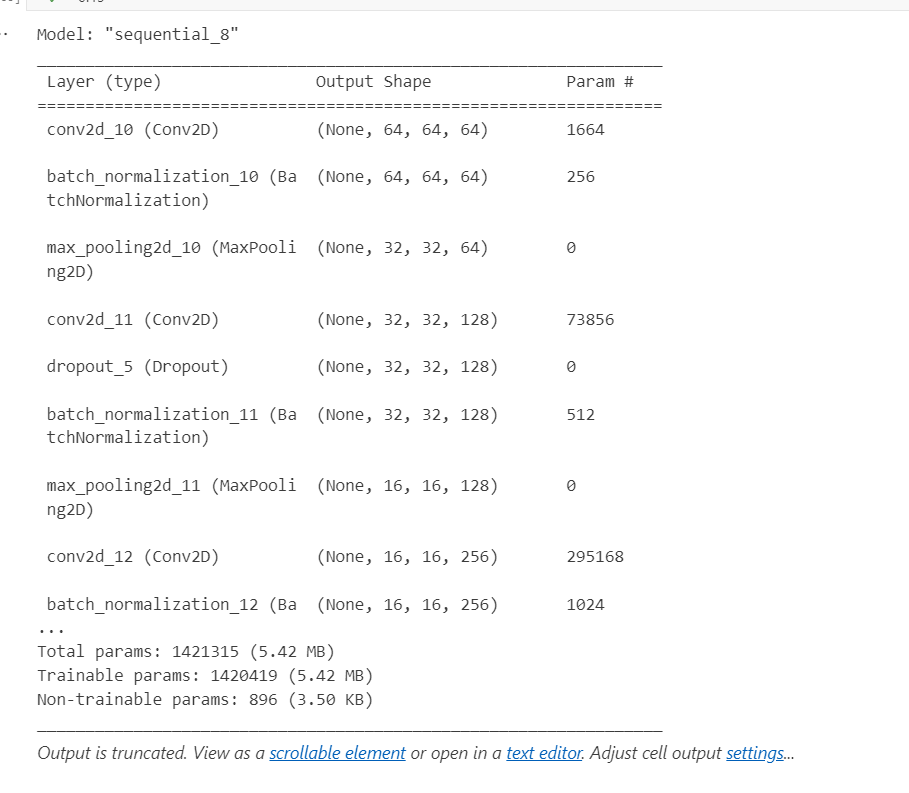 Model: "sequential_8"
_________________________________________________________________
Layer (type) Output Shape Param #
=================================================================
conv2d_10 (Conv2D) (None, 64, 64, 64) 1664
batch_normalization_10 (Ba (None, 64, 64, 64) 256
tchNormalization)
max_pooling2d_10 (MaxPooli (None, 32, 32, 64) 0
ng2D)
conv2d_11 (Conv2D) (None, 32, 32, 128) 73856
dropout_5 (Dropout) (None, 32, 32, 128) 0
batch_normalization_11 (Ba (None, 32, 32, 128) 512
tchNormalization)
max_pooling2d_11 (MaxPooli (None, 16, 16, 128) 0
ng2D)
conv2d_12 (Conv2D) (None, 16, 16, 256) 295168
batch_normalization_12 (Ba (None, 16, 16, 256) 1024
...
Total params: 1421315 (5.42 MB)
Trainable params: 1420419 (5.42 MB)
Non-trainable params: 896 (3.50 KB)
_________________________________________________________________
Output is truncated. View as a scrollable element or open in a text editor. Adjust cell output settings...